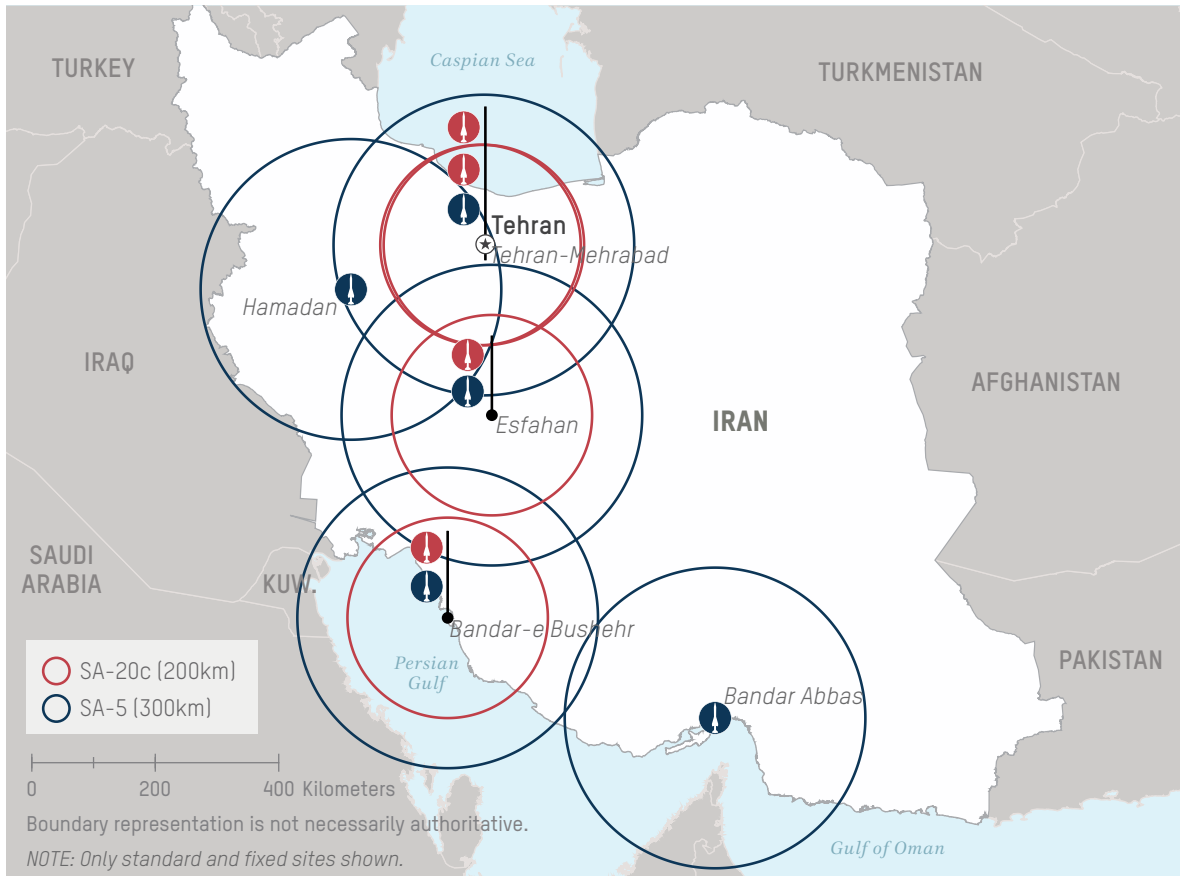 Caspian Sea
TURKEY
TURKMENISTAN
Tehran
Tehran-Mehrabad
Hamadan
IRAQ
AFGHANISTAN
Esfahan
IRAN
SAUDI
ARABIA
KUW.
Bandar-e Bushehr
Persian
Gulf
PAKISTAN
Bandar Abbas
SA-20c (200km)
SA-5 (300km)
0 200 400 Kilometers
Boundary representation is not necessarily authoritative.
Gulf of Oman
NOTE: Only standard and fixed sites shown.